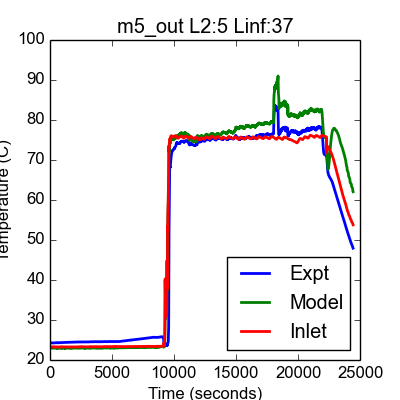 m5_out L2:5 Linf:37
100
90
80
70
60
50
40
30
20
Temperature (C)
Expt
Model
Inlet
0 5000 10000 15000 20000 25000
Time (seconds)